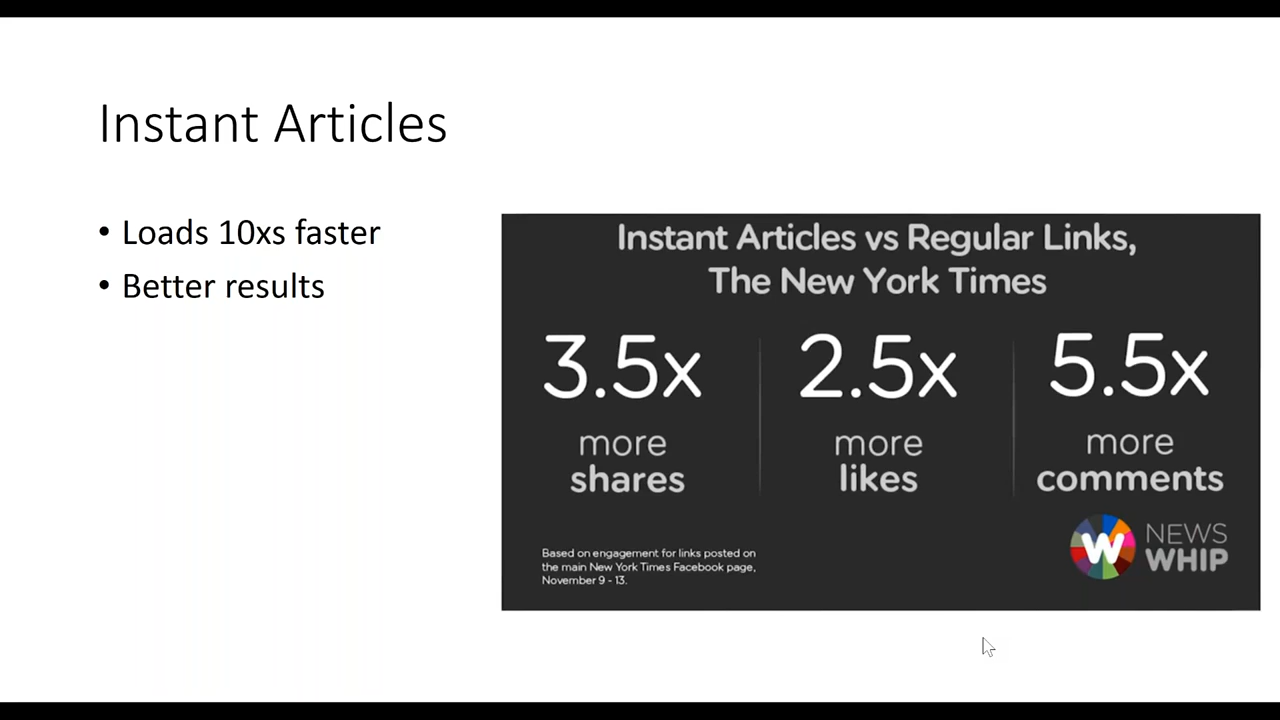 Instant Articles
• Loads 10xs faster
• Better results
Instant Articles vs Regular Links,
The New York Times
3.5x
more
shares
2.5x
more
likes
5.5x
more
comments
Based on engagement for links posted on
the main New York Times Facebook page,
November 9 - 13.
W NEWS
WHIP